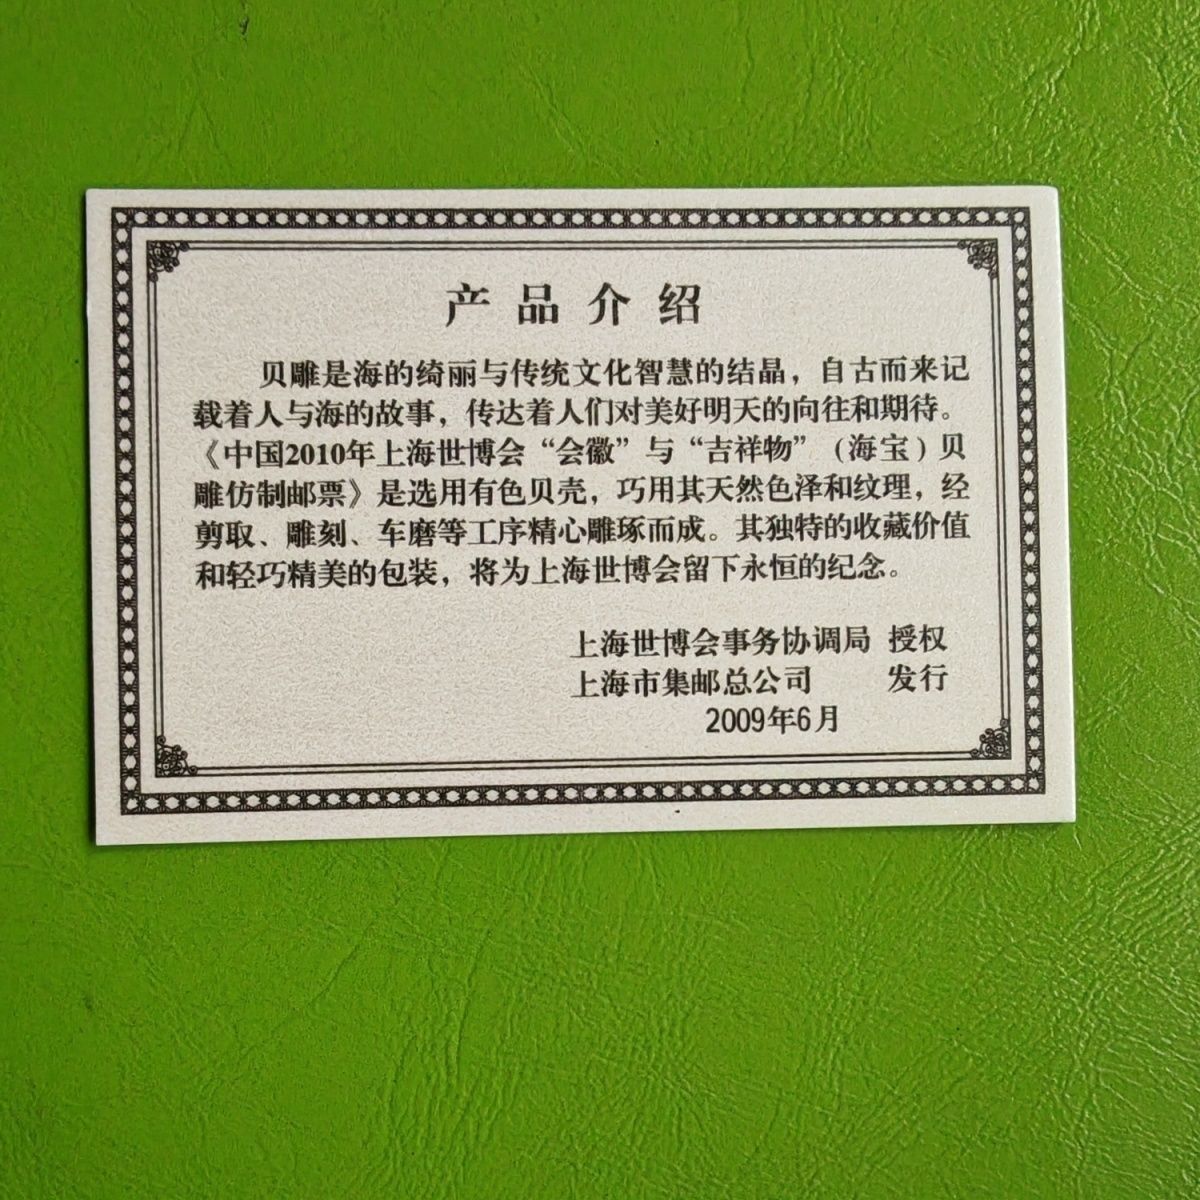 产品介绍
贝雕是海的绮丽与传统文化智慧的结晶，自古而来记
载着人与海的故事，传达着人们对美好明天的向往和期待。
《中国2010年上海世博会“会徽”与“吉祥物”（海宝）贝
雕仿制邮票》是选用有色贝壳，巧用其天然色泽和纹理，经
剪取、雕刻、车磨等工序精心雕琢而成。其独特的收藏价值
和轻巧精美的包装，将为上海世博会留下永恒的纪念。
上海世博会事务协调局 授权
上海市集邮总公司 发行
2009年6月